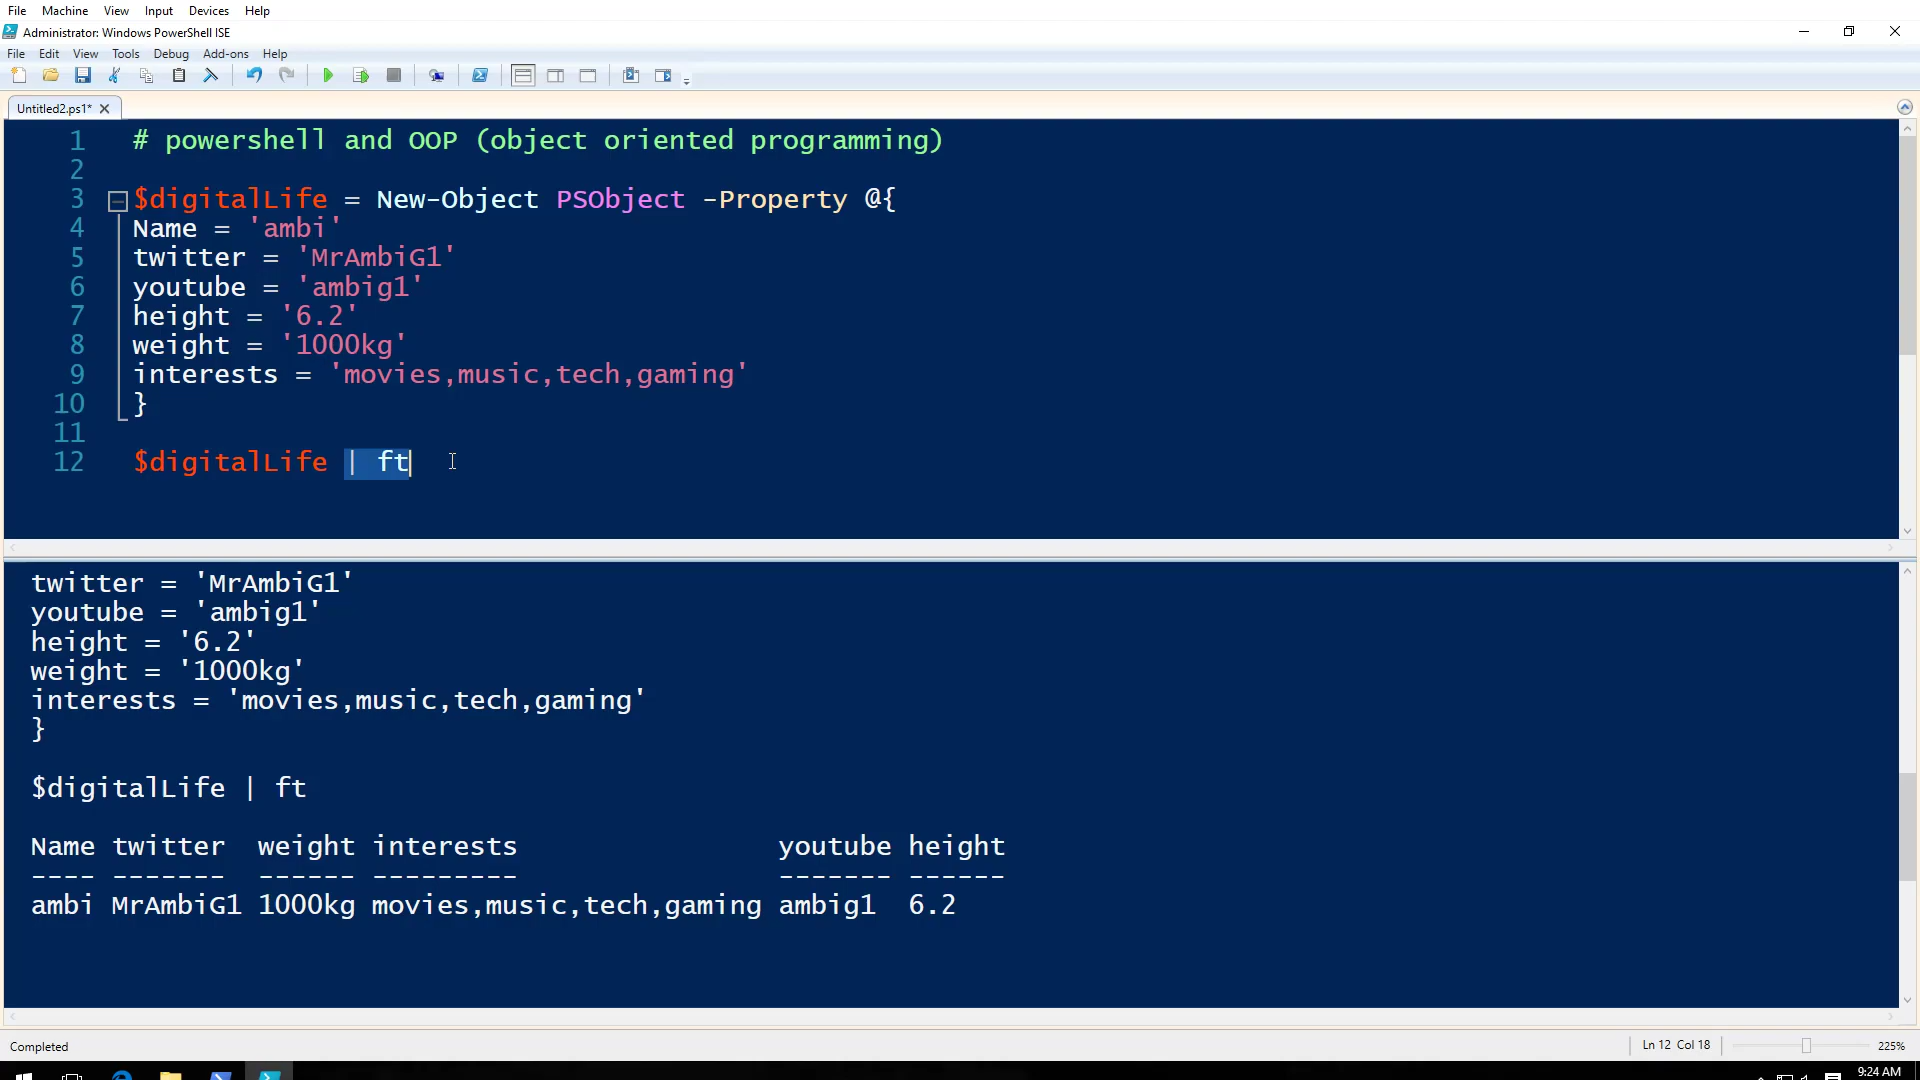 File Machine View Input Devices Help
Administrator: Windows PowerShell ISE
File Edit View Tools Debug Add-ons Help
Untitled2.ps1*
1 # powershell and OOP (object oriented programming)
2
3 $digitalLife = New-Object PSObject -Property @{
4 Name = 'ambi'
5 twitter = 'MrAmbiG1'
6 youtube = 'ambig1'
7 height = '6.2'
8 weight = '1000kg'
9 interests = 'movies,music,tech,gaming'
10 }
11
12 $digitalLife | ft
twitter = 'MrAmbiG1'
youtube = 'ambig1'
height = '6.2'
weight = '1000kg'
interests = 'movies,music,tech,gaming'
}
$digitalLife | ft
Name twitter weight interests youtube height
---- ------- ------ --------- ------- ------
ambi MrAmbiG1 1000kg movies,music,tech,gaming ambig1 6.2
Completed Ln 12 Col 18 225%
9:24 AM